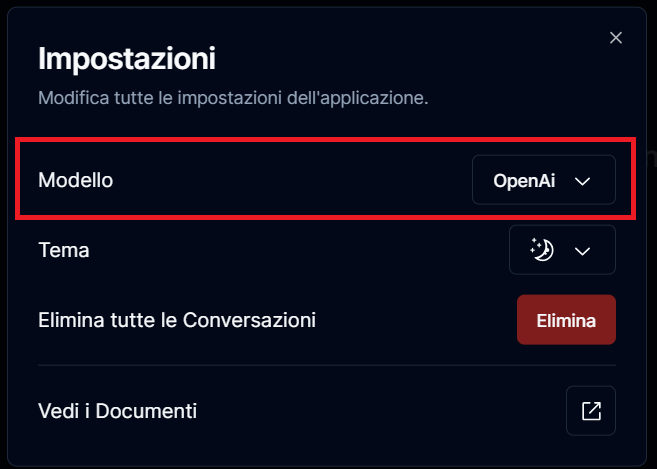 Impostazioni
Modifica tutte le impostazioni dell'applicazione.
Modello
OpenAi
Tema
Elimina tutte le Conversazioni
Elimina
Vedi i Documenti